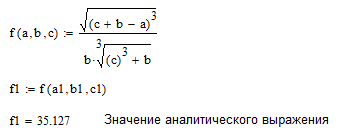 f(a,b,c) := √((c + b − a)³) / (b·∛((c)³ + b))
f1 := f(a1,b1,c1)
f1 = 35.127 Значение аналитического выражения